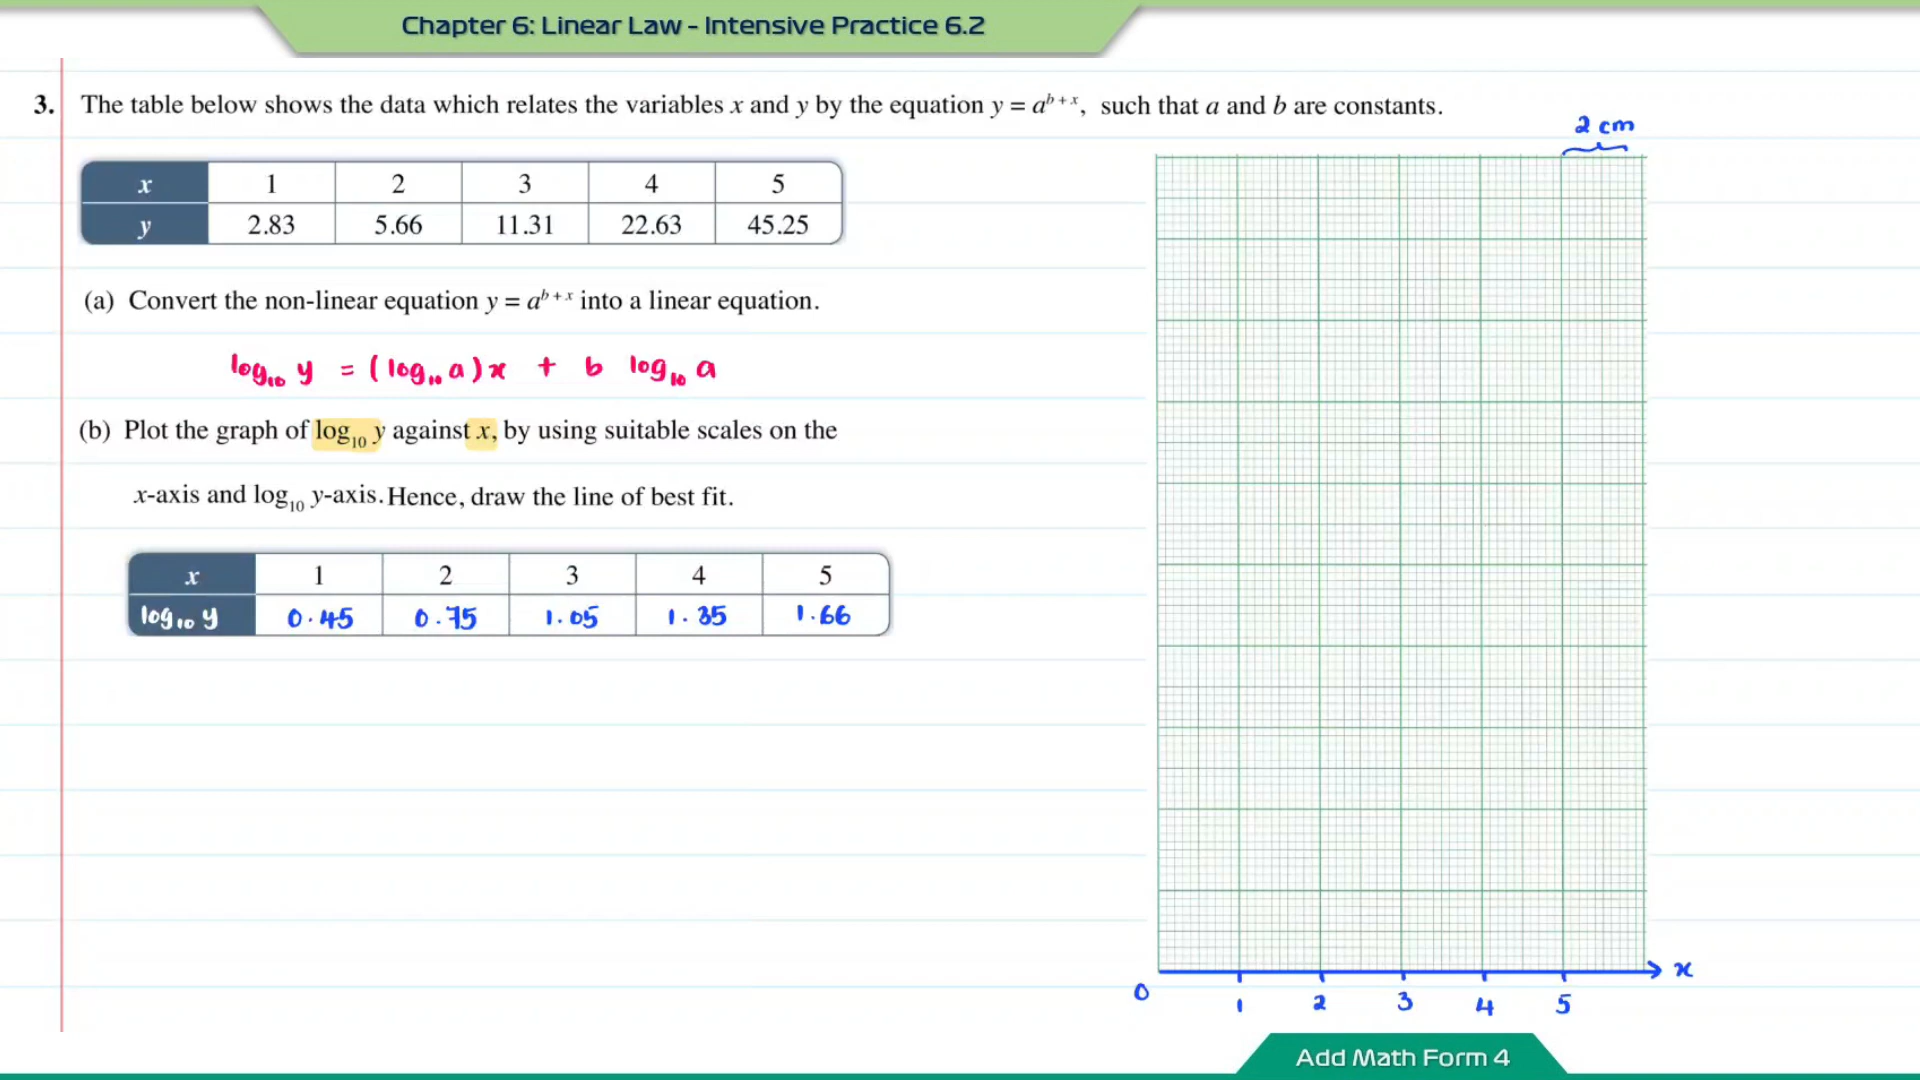 Chapter 6: Linear Law - Intensive Practice 6.2
3. The table below shows the data which relates the variables x and y by the equation y = a^(b + x), such that a and b are constants.
2 cm
x 1 2 3 4 5
y 2.83 5.66 11.31 22.63 45.25
(a) Convert the non-linear equation y = a^(b + x) into a linear equation.
log₁₀ y = (log₁₀ a)x + b log₁₀ a
(b) Plot the graph of log₁₀ y against x, by using suitable scales on the
x-axis and log₁₀ y-axis. Hence, draw the line of best fit.
x 1 2 3 4 5
log₁₀ y 0.45 0.75 1.05 1.35 1.66
x
0 1 2 3 4 5
Add Math Form 4